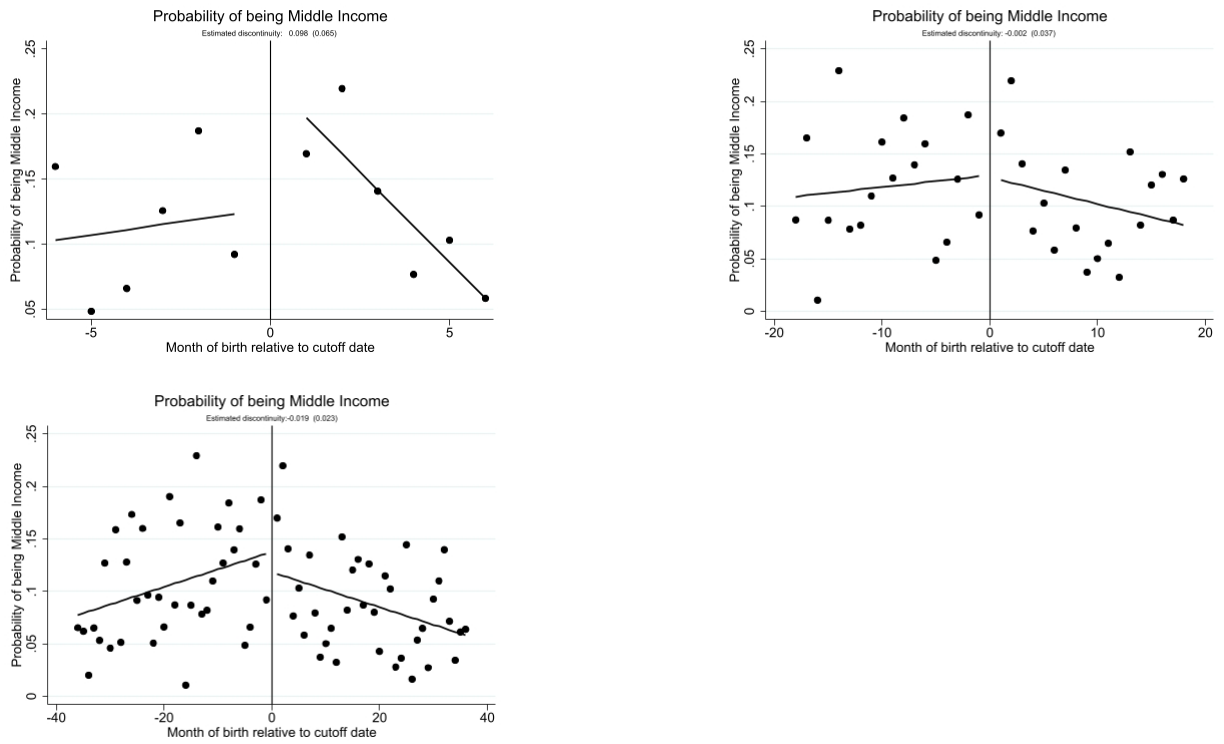 Probability of being Middle Income
Estimated discontinuity: 0.098 (0.065)
Probability of being Middle Income
.25
.2
.15
.1
.05
-5
0
5
Month of birth relative to cutoff date
Probability of being Middle Income
Estimated discontinuity: -0.002 (0.037)
Probability of being Middle Income
.25
.2
.15
.1
.05
0
-20
-10
0
10
20
Month of birth relative to cutoff date
Probability of being Middle Income
Estimated discontinuity:-0.019 (0.023)
Probability of being Middle Income
.25
.2
.15
.1
.05
0
-40
-20
0
20
40
Month of birth relative to cutoff date